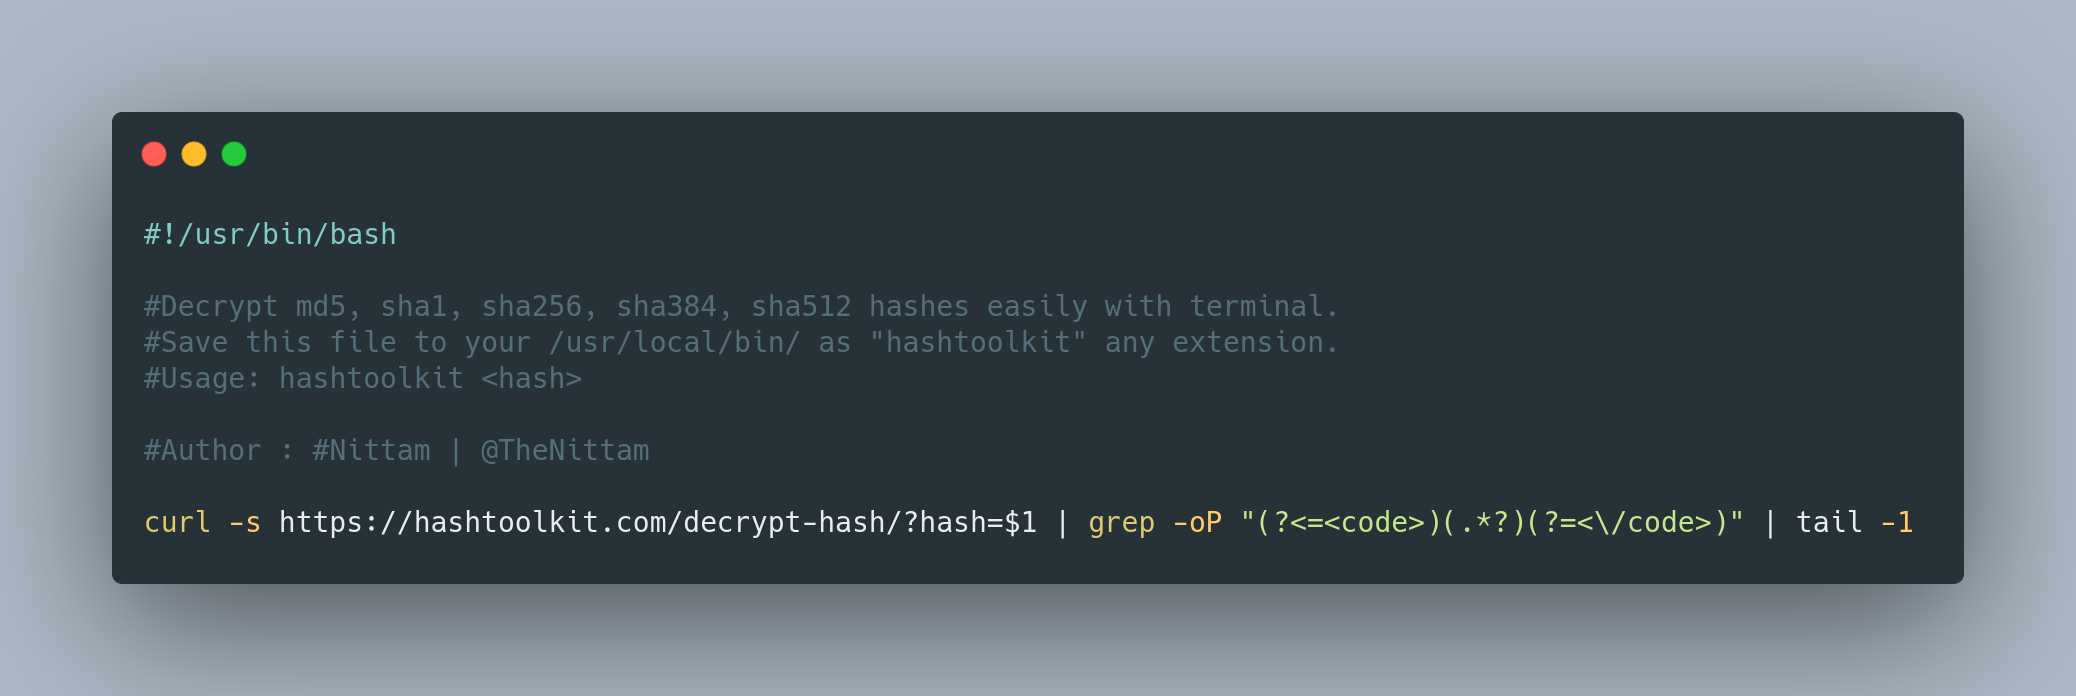 #!/usr/bin/bash
#Decrypt md5, sha1, sha256, sha384, sha512 hashes easily with terminal.
#Save this file to your /usr/local/bin/ as "hashtoolkit" any extension.
#Usage: hashtoolkit <hash>
#Author : #Nittam | @TheNittam
curl -s https://hashtoolkit.com/decrypt-hash/?hash=$1 | grep -oP "(?<=<code>)(.*?)(?=<\/code>)" | tail -1